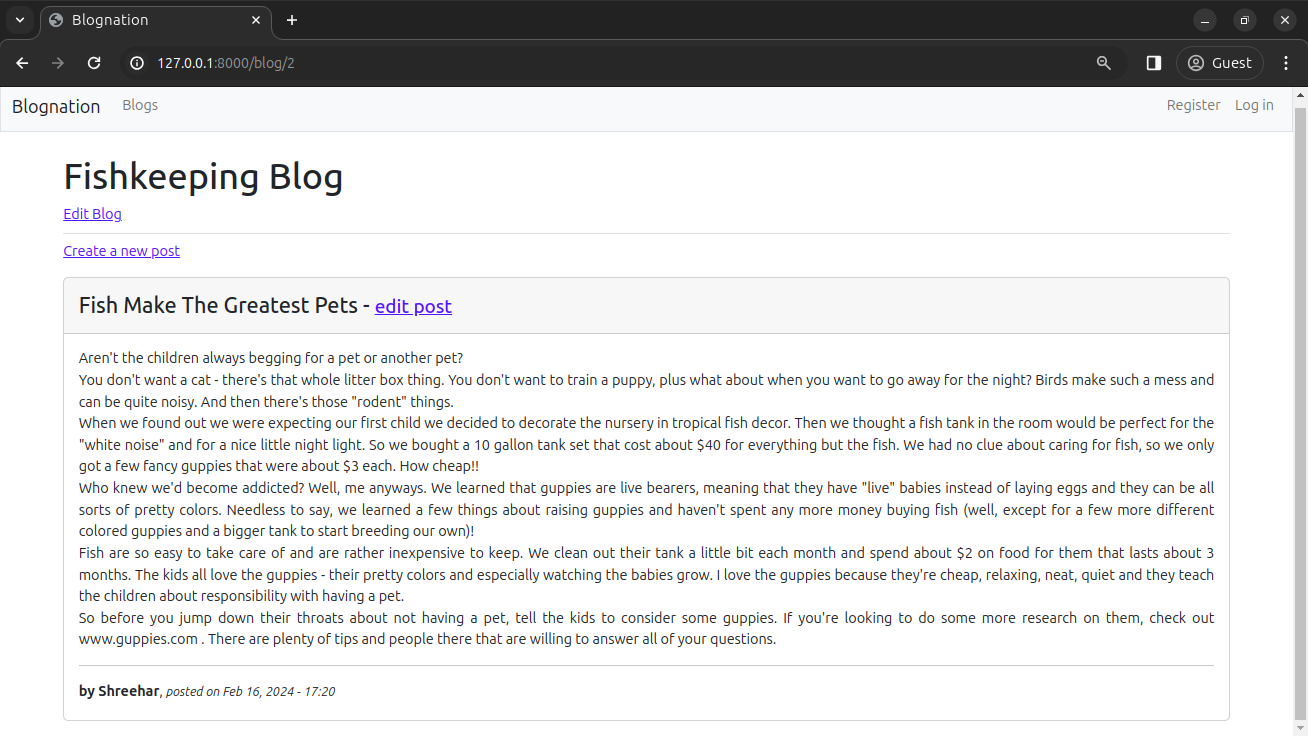 Blognation
127.0.0.1:8000/blog/2
Guest
Blognation Blogs Register Log in
Fishkeeping Blog
Edit Blog
Create a new post
Fish Make The Greatest Pets - edit post
Aren't the children always begging for a pet or another pet?
You don't want a cat - there's that whole litter box thing. You don't want to train a puppy, plus what about when you want to go away for the night? Birds make such a mess and
can be quite noisy. And then there's those "rodent" things.
When we found out we were expecting our first child we decided to decorate the nursery in tropical fish decor. Then we thought a fish tank in the room would be perfect for the
"white noise" and for a nice little night light. So we bought a 10 gallon tank set that cost about $40 for everything but the fish. We had no clue about caring for fish, so we only
got a few fancy guppies that were about $3 each. How cheap!!
Who knew we'd become addicted? Well, me anyways. We learned that guppies are live bearers, meaning that they have "live" babies instead of laying eggs and they can be all
sorts of pretty colors. Needless to say, we learned a few things about raising guppies and haven't spent any more money buying fish (well, except for a few more different
colored guppies and a bigger tank to start breeding our own)!
Fish are so easy to take care of and are rather inexpensive to keep. We clean out their tank a little bit each month and spend about $2 on food for them that lasts about 3
months. The kids all love the guppies - their pretty colors and especially watching the babies grow. I love the guppies because they're cheap, relaxing, neat, quiet and they teach
the children about responsibility with having a pet.
So before you jump down their throats about not having a pet, tell the kids to consider some guppies. If you're looking to do some more research on them, check out
www.guppies.com . There are plenty of tips and people there that are willing to answer all of your questions.
by Shreehar, posted on Feb 16, 2024 - 17:20